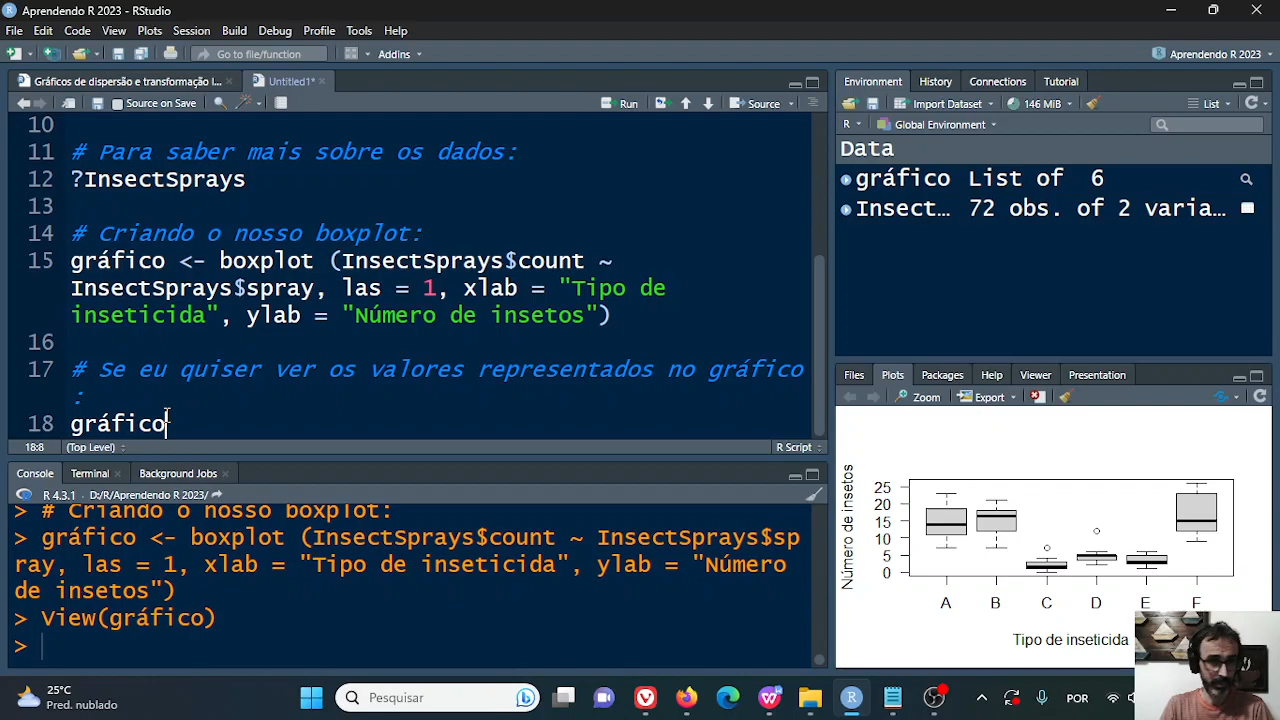 Aprendendo R 2023 - RStudio
File Edit Code View Plots Session Build Debug Profile Tools Help
Go to file/function Addins Aprendendo R 2023
Gráficos de dispersão e transformação l... Untitled1*
Source on Save Run Source
10
11 # Para saber mais sobre os dados:
12 ?InsectSprays
13
14 # Criando o nosso boxplot:
15 gráfico <- boxplot (InsectSprays$count ~
InsectSprays$spray, las = 1, xlab = "Tipo de
inseticida", ylab = "Número de insetos")
16
17 # Se eu quiser ver os valores representados no gráfico
:
18 gráfico
18:8 (Top Level) R Script
Console Terminal Background Jobs
R 4.3.1 · D:/R/Aprendendo R 2023/
> # Criando o nosso boxplot:
> gráfico <- boxplot (InsectSprays$count ~ InsectSprays$sp
ray, las = 1, xlab = "Tipo de inseticida", ylab = "Número
de insetos")
> View(gráfico)
>
Environment History Connections Tutorial
Import Dataset 146 MiB List
R Global Environment
Data
gráfico List of 6
Insect… 72 obs. of 2 varia…
Files Plots Packages Help Viewer Presentation
Zoom Export
Número de insetos
25
20
15
10
5
0
A B C D E F
Tipo de inseticida
25°C
Pred. nublado
Pesquisar
POR